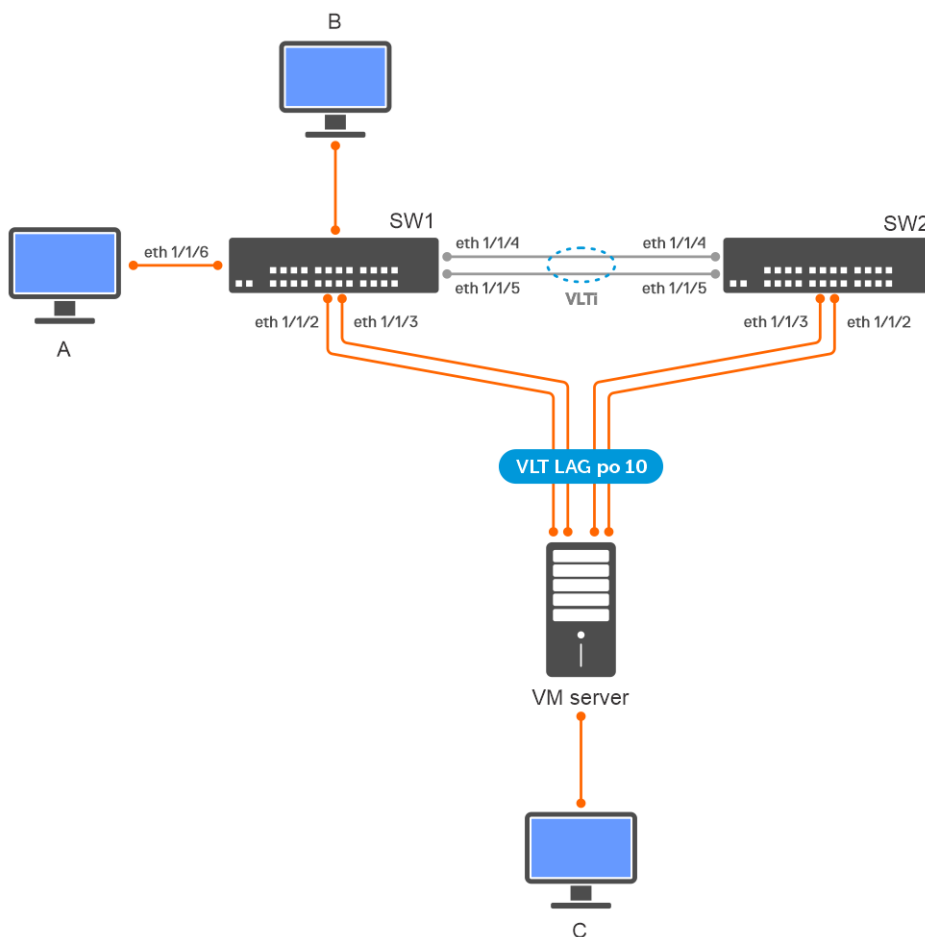 B
SW1
SW2
eth 1/1/6
eth 1/1/4
eth 1/1/4
eth 1/1/5
eth 1/1/5
VLTi
A
eth 1/1/2
eth 1/1/3
eth 1/1/3
eth 1/1/2
VLT LAG po 10
VM server
C